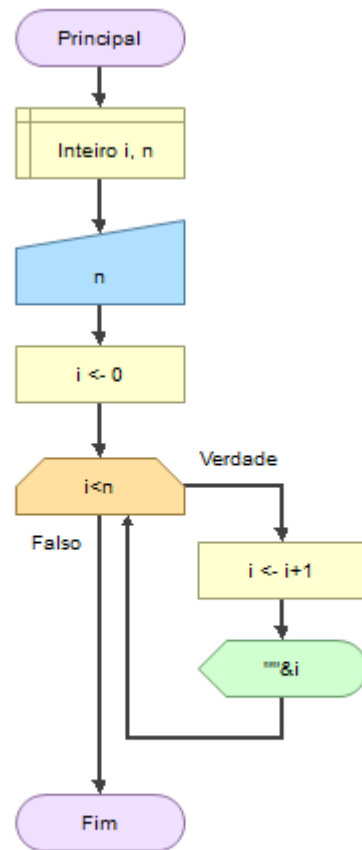 Principal
Inteiro i, n
n
i <- 0
i<n
Verdade
Falso
i <- i+1
""&i
Fim